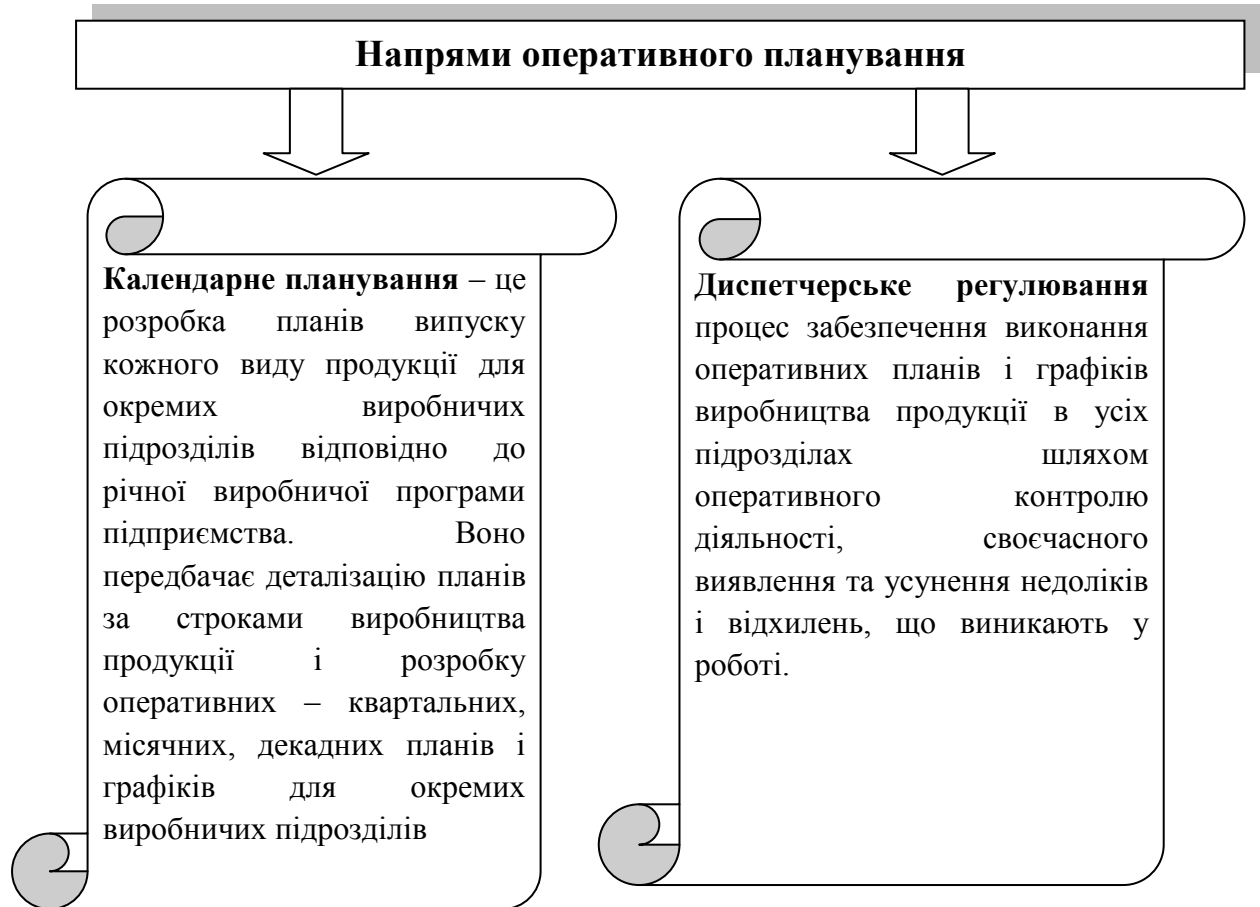 Напрями оперативного планування
Календарне планування – це
розробка планів випуску
кожного виду продукції для
окремих виробничих
підрозділів відповідно до
річної виробничої програми
підприємства. Воно
передбачає деталізацію планів
за строками виробництва
продукції і розробку
оперативних – квартальних,
місячних, декадних планів і
графіків для окремих
виробничих підрозділів
Диспетчерське регулювання
процес забезпечення виконання
оперативних планів і графіків
виробництва продукції в усіх
підрозділах шляхом
оперативного контролю
діяльності, своєчасного
виявлення та усунення недоліків
і відхилень, що виникають у
роботі.